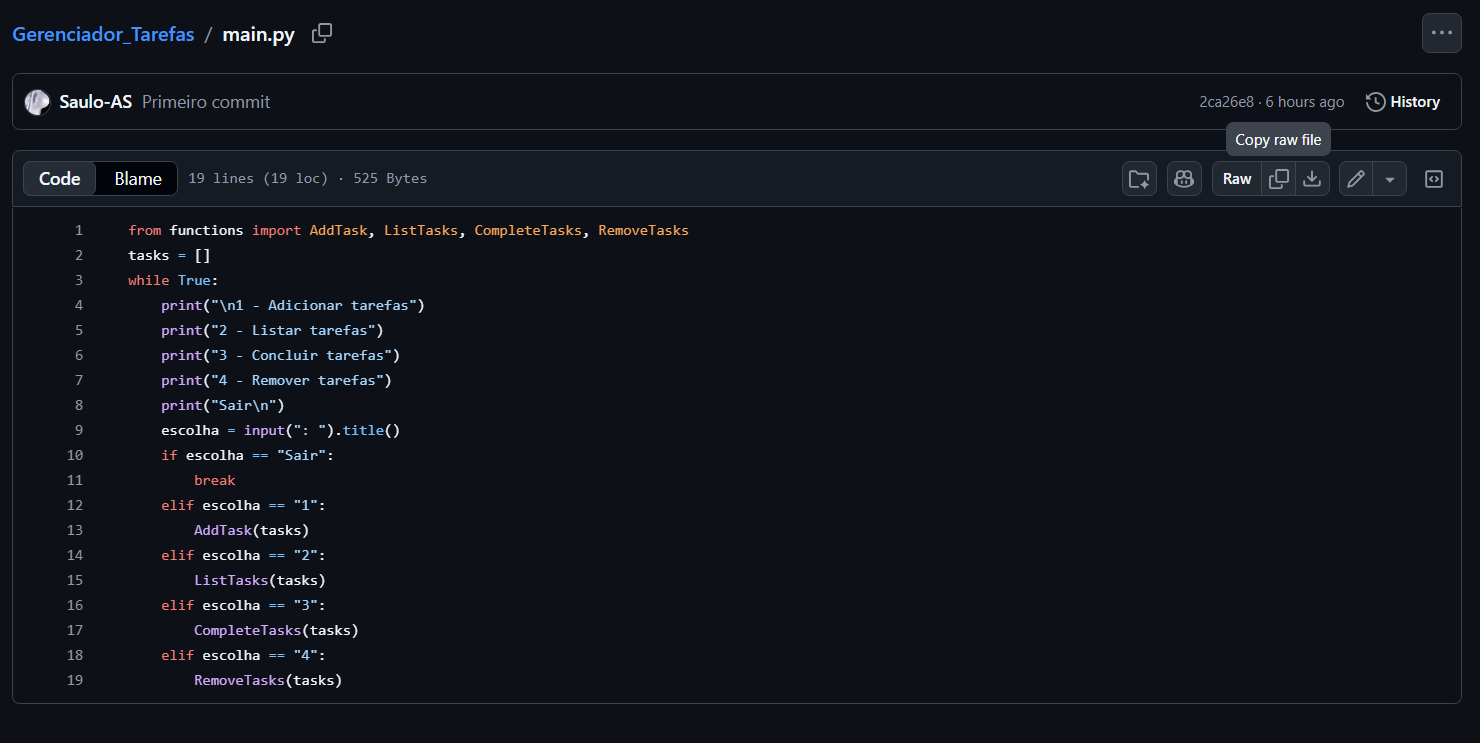 Gerenciador_Tarefas / main.py
Saulo-AS Primeiro commit 2ca26e8 · 6 hours ago History
Copy raw file
Code Blame 19 lines (19 loc) · 525 Bytes Raw
1 from functions import AddTask, ListTasks, CompleteTasks, RemoveTasks
2 tasks = []
3 while True:
4     print("\n1 - Adicionar tarefas")
5     print("2 - Listar tarefas")
6     print("3 - Concluir tarefas")
7     print("4 - Remover tarefas")
8     print("Sair\n")
9     escolha = input(": ").title()
10     if escolha == "Sair":
11         break
12     elif escolha == "1":
13         AddTask(tasks)
14     elif escolha == "2":
15         ListTasks(tasks)
16     elif escolha == "3":
17         CompleteTasks(tasks)
18     elif escolha == "4":
19         RemoveTasks(tasks)